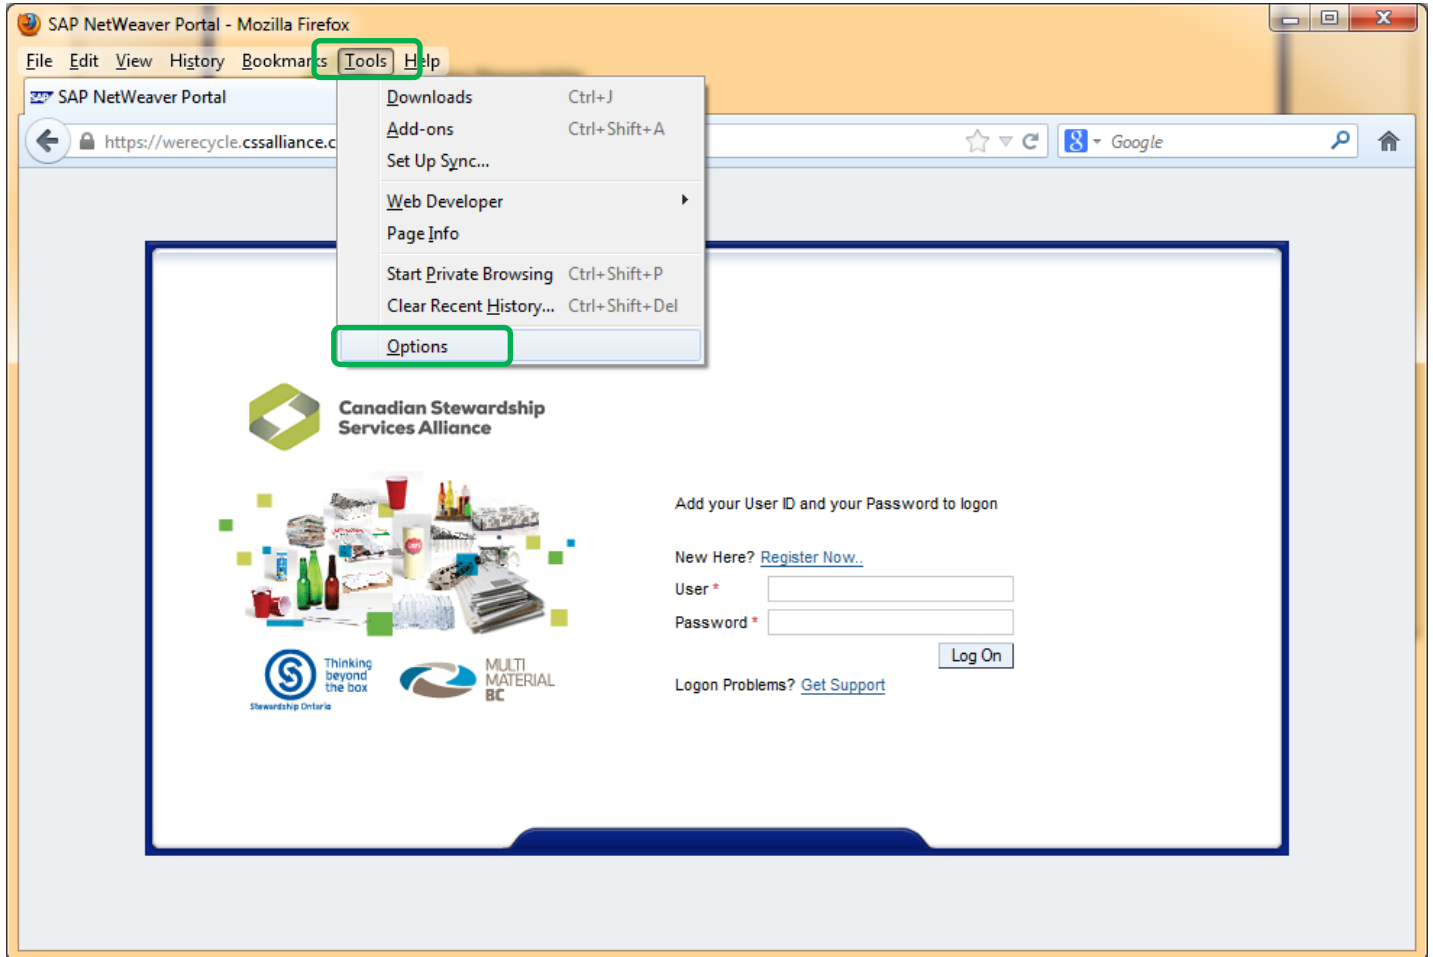 SAP NetWeaver Portal - Mozilla Firefox
File Edit View History Bookmarks Tools Help
SAP NetWeaver Portal
https://werecycle.cssalliance.c
Google
Downloads Ctrl+J
Add-ons Ctrl+Shift+A
Set Up Sync...
Web Developer
Page Info
Start Private Browsing Ctrl+Shift+P
Clear Recent History... Ctrl+Shift+Del
Options
Canadian Stewardship
Services Alliance
Add your User ID and your Password to logon
New Here? Register Now..
User *
Password *
Log On
Logon Problems? Get Support
Thinking
beyond
the box
Stewardship Ontario
MULTI
MATERIAL
BC